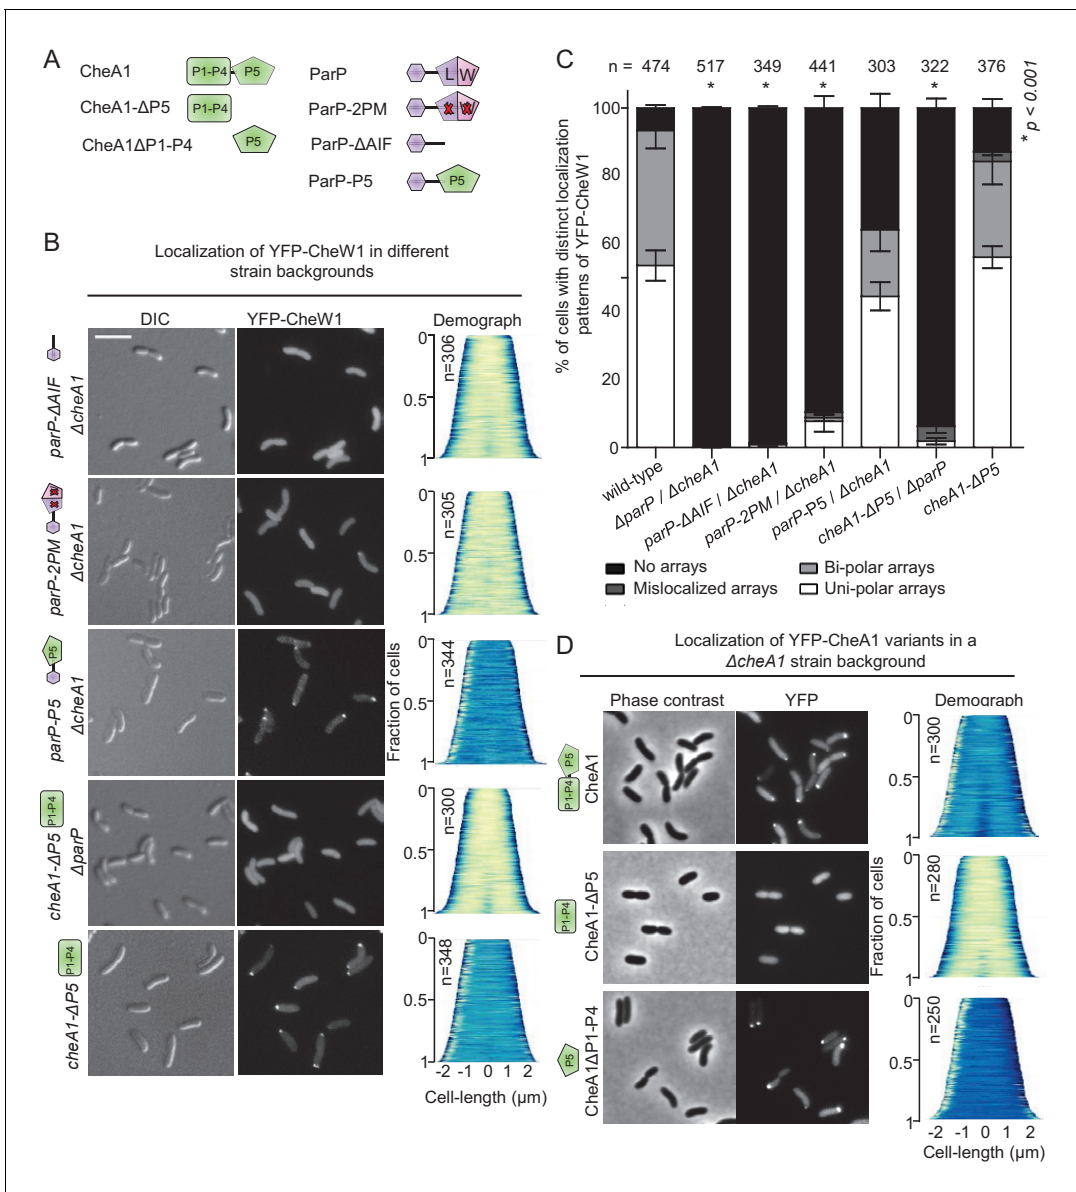 A
CheA1
P1-P4
P5
CheA1-ΔP5
P1-P4
CheA1ΔP1-P4
P5
ParP
L W
ParP-2PM
ParP-ΔAIF
ParP-P5
P5
B
Localization of YFP-CheW1 in different
strain backgrounds
DIC
YFP-CheW1
Demograph
parP-ΔAIF
ΔcheA1
n=306
0
0.5
1
parP-2PM
ΔcheA1
n=305
0
0.5
1
P5
parP-P5
ΔcheA1
n=344
0
0.5
1
P1-P4
cheA1-ΔP5
ΔparP
n=300
0
0.5
1
P1-P4
cheA1-ΔP5
n=348
0
0.5
1
Fraction of cells
-2 -1 0 1 2
Cell-length (µm)
C
n = 474 517 349 441 303 322 376
* * * *
* p < 0.001
% of cells with distinct localization
patterns of YFP-CheW1
100
80
60
40
20
0
wild-type
ΔparP / ΔcheA1
parP-ΔAIF / ΔcheA1
parP-2PM / ΔcheA1
parP-P5 / ΔcheA1
cheA1-ΔP5 / ΔparP
cheA1-ΔP5
No arrays
Bi-polar arrays
Mislocalized arrays
Uni-polar arrays
D
Localization of YFP-CheA1 variants in a
ΔcheA1 strain background
Phase contrast
YFP
Demograph
P5
P1-P4
CheA1
n=300
0
0.5
1
P1-P4
CheA1-ΔP5
n=280
0
0.5
1
P5
CheA1ΔP1-P4
n=250
0
0.5
1
Fraction of cells
-2 -1 0 1 2
Cell-length (µm)